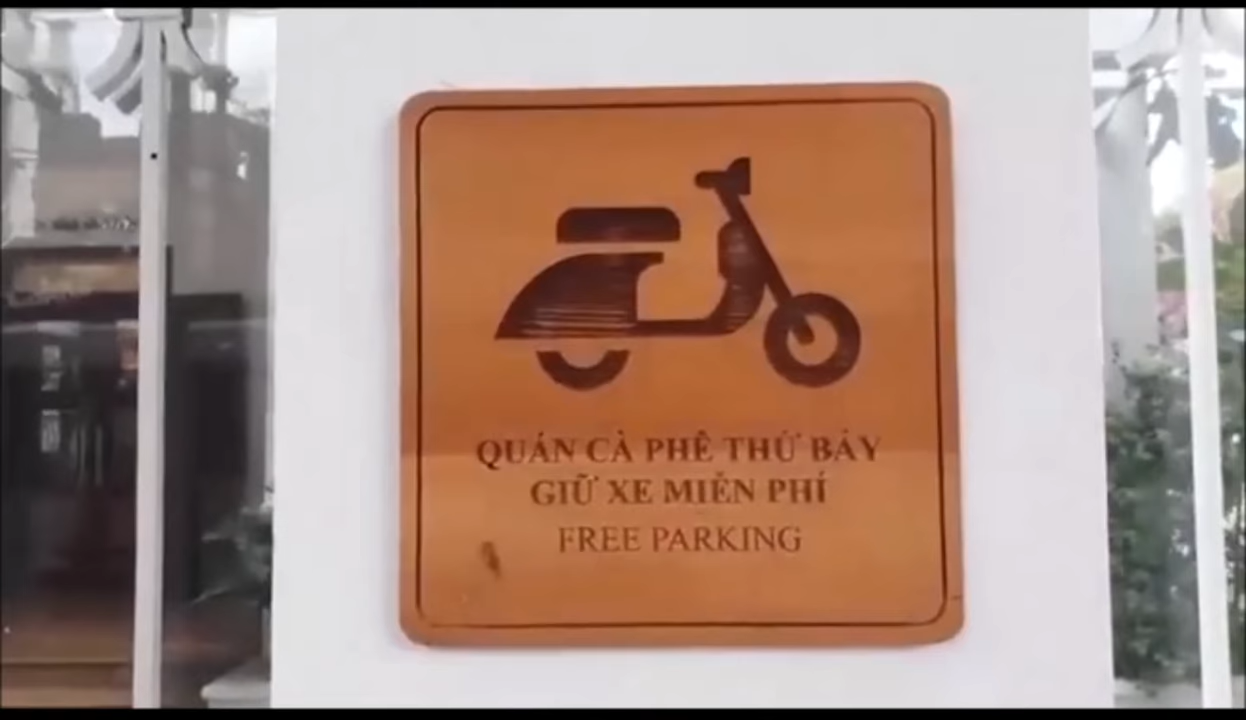 QUÁN CÀ PHÊ THỨ BẢY
GIỮ XE MIỄN PHÍ
FREE PARKING